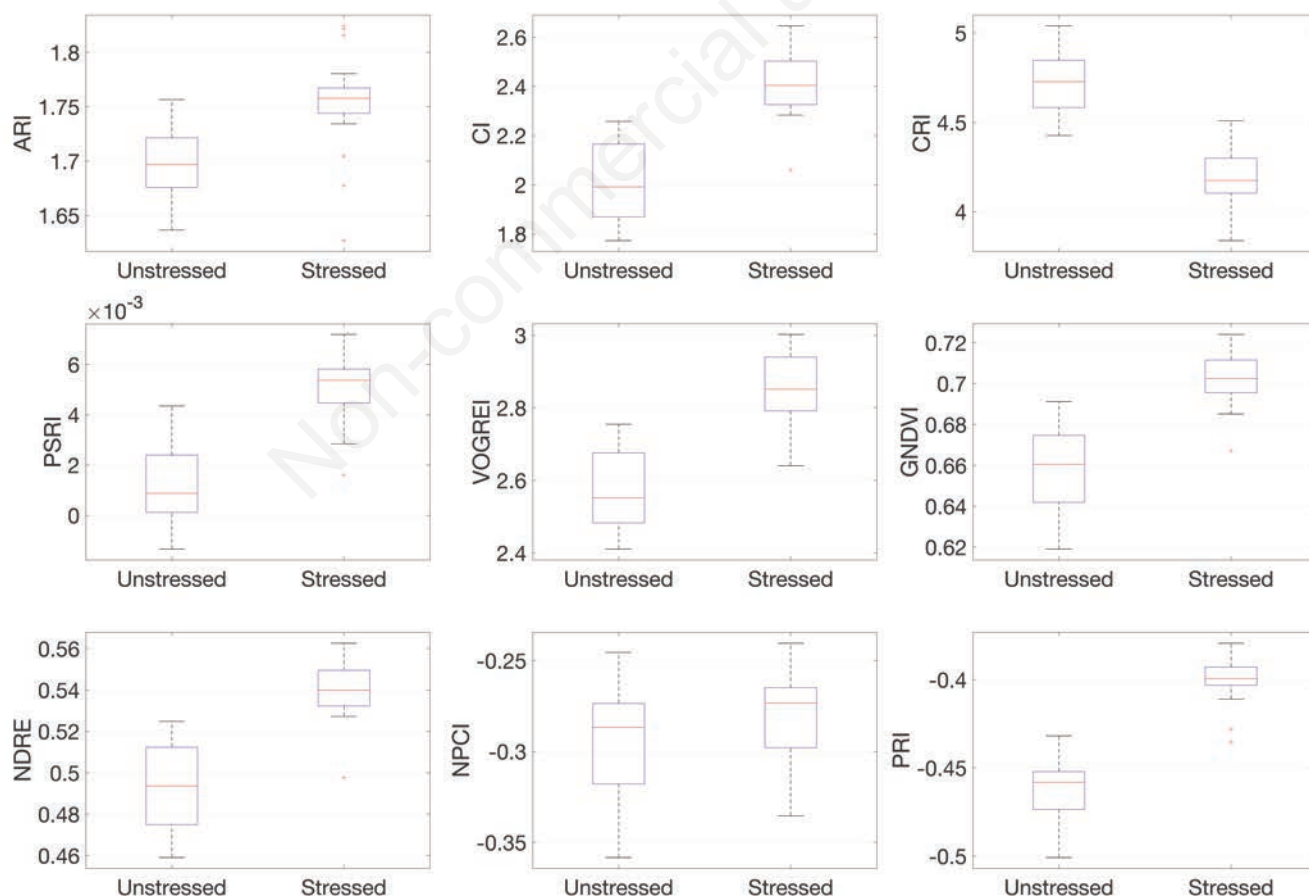 1.8
1.75
1.7
1.65
ARI
Unstressed Stressed
2.6
2.4
2.2
2
1.8
CI
Unstressed Stressed
5
4.5
4
CRI
Unstressed Stressed
×10⁻³
6
4
2
0
PSRI
Unstressed Stressed
3
2.8
2.6
2.4
VOGREI
Unstressed Stressed
0.72
0.7
0.68
0.66
0.64
0.62
GNDVI
Unstressed Stressed
0.56
0.54
0.52
0.5
0.48
0.46
NDRE
Unstressed Stressed
-0.25
-0.3
-0.35
NPCI
Unstressed Stressed
-0.4
-0.45
-0.5
PRI
Unstressed Stressed
Non-commercial